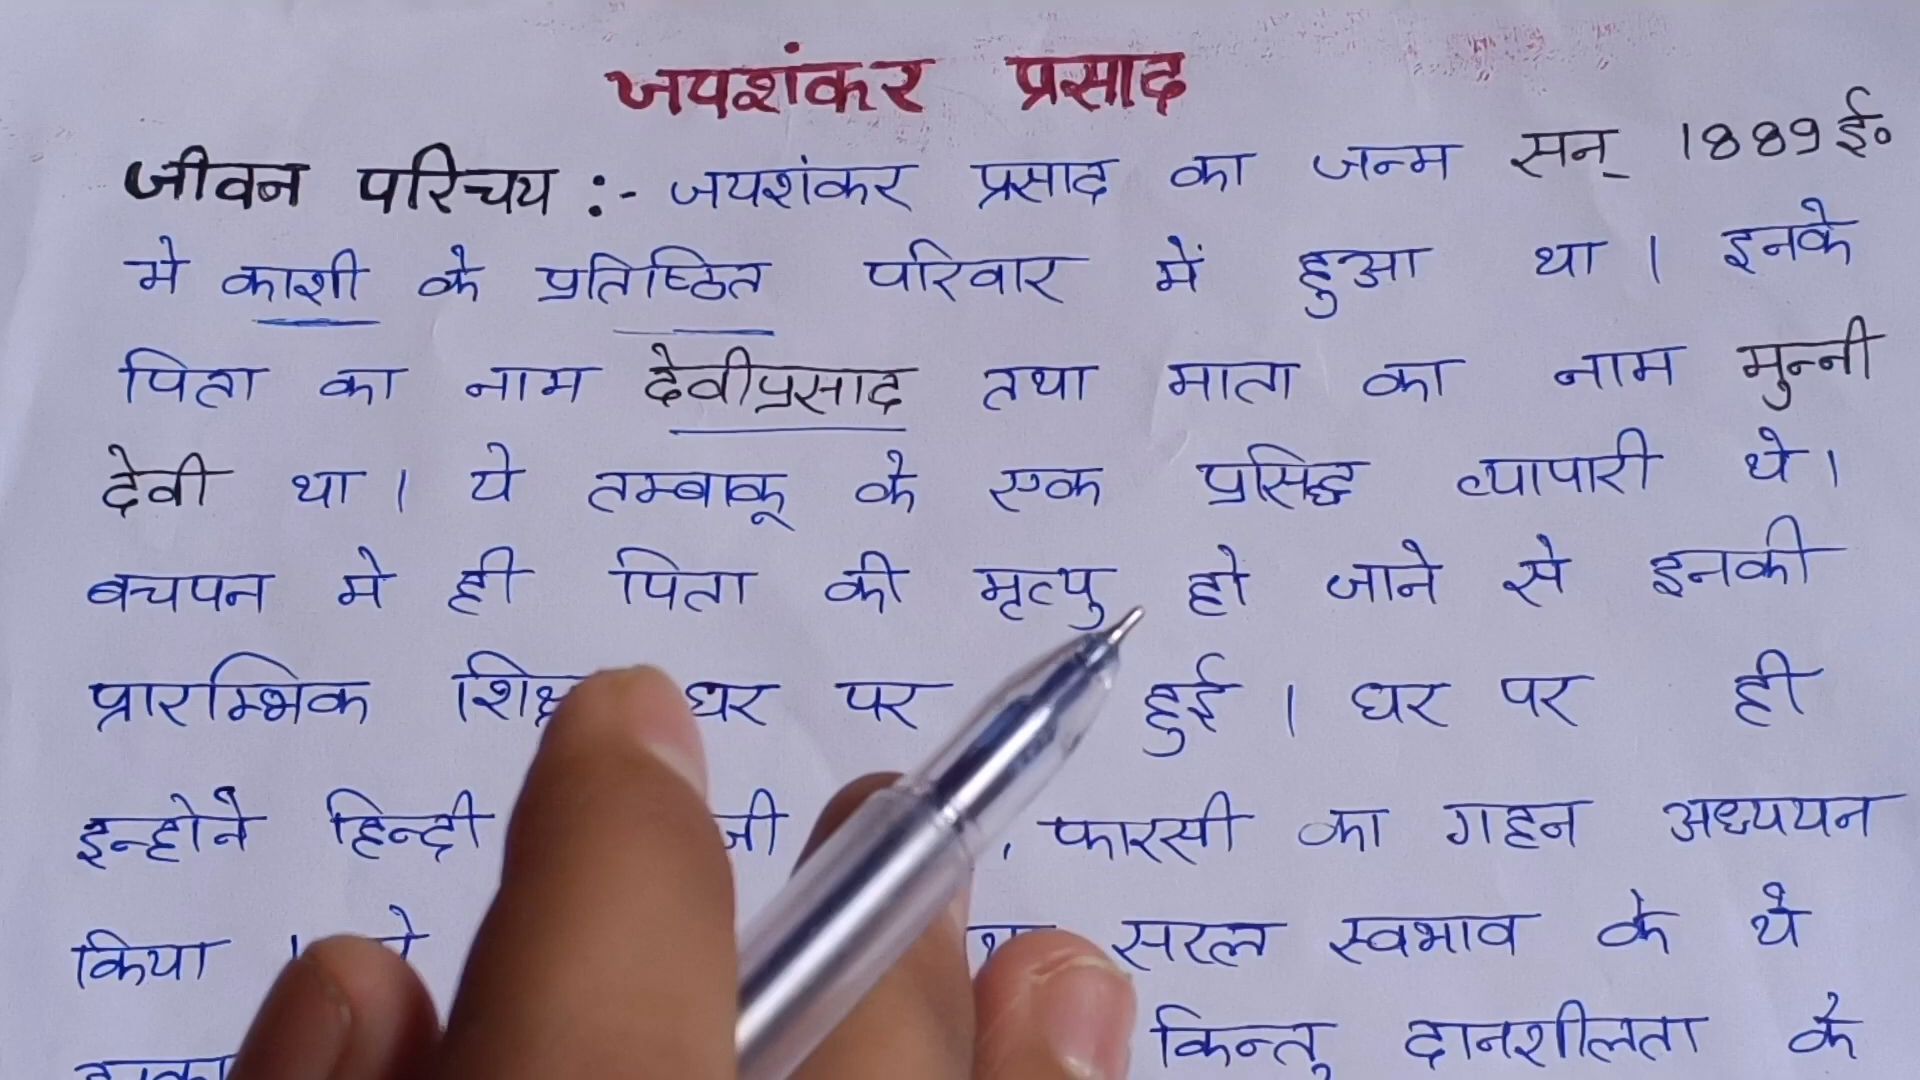 जयशंकर प्रसाद
जीवन परिचय :- जयशंकर प्रसाद का जन्म सन् 1889 ई०
मे काशी के प्रतिष्ठित परिवार में हुआ था । इनके
पिता का नाम देवीप्रसाद तथा माता का नाम मुन्नी
देवी था । ये तम्बाकू के एक प्रसिद्ध व्यापारी थे ।
बचपन मे ही पिता की मृत्यु हो जाने से इनकी
प्रारम्भिक घर पर हुई । घर पर ही
इन्होने हिन्दी , फारसी का गहन अध्ययन
किया । सरल स्वभाव के थे
किन्तु दानशीलता के